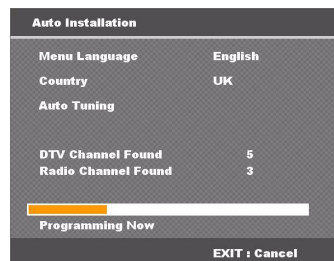 Auto Installation
Menu Language English
Country UK
Auto Tuning
DTV Channel Found 5
Radio Channel Found 3
Programming Now
EXIT : Cancel